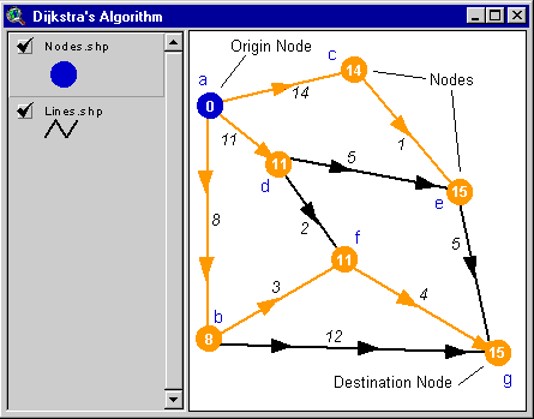 Dijkstra's Algorithm
Nodes.shp
Lines.shp
Origin Node
a
0
c
14
Nodes
14
11
1
11
d
5
15
e
8
2
f
11
5
3
4
b
8
12
15
g
Destination Node